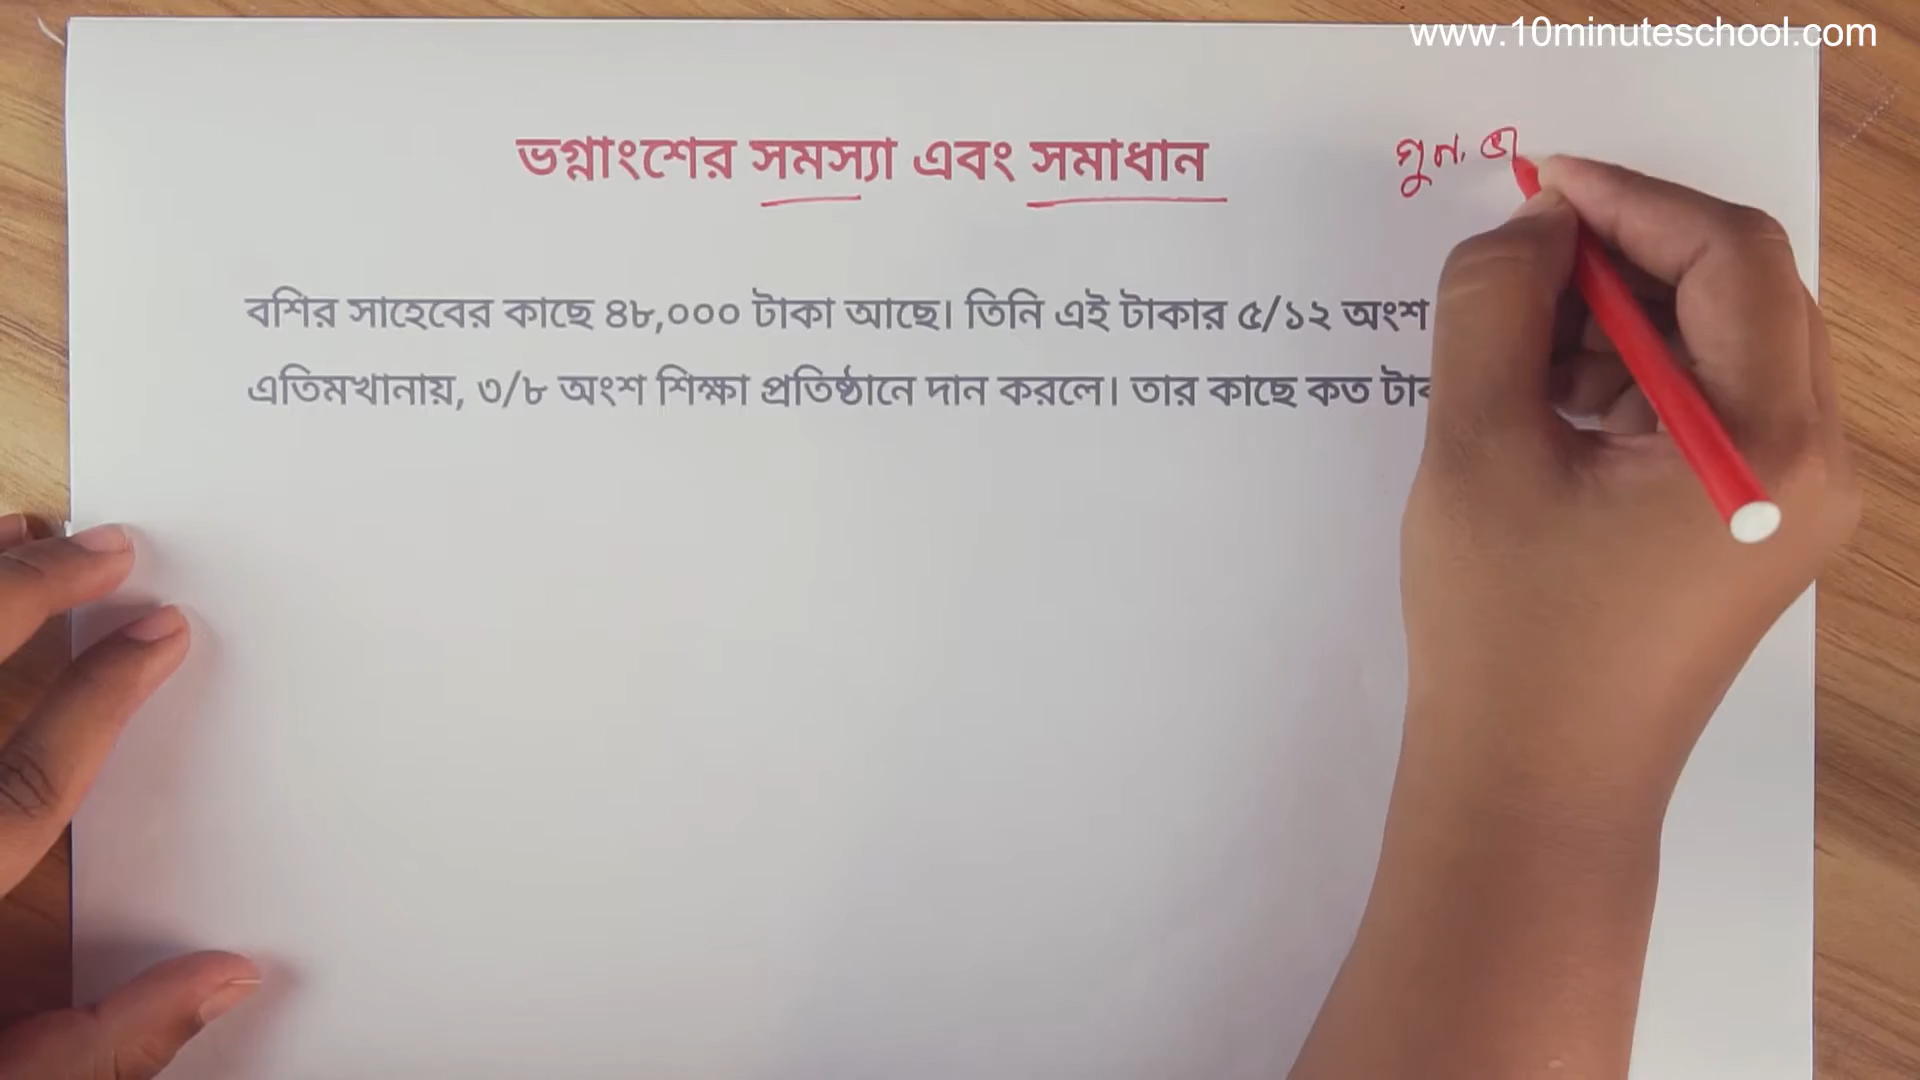 www.10minuteschool.com
ভগ্নাংশের সমস্যা এবং সমাধান
বশির সাহেবের কাছে ৪৮,০০০ টাকা আছে। তিনি এই টাকার ৫/১২ অংশ
এতিমখানায়, ৩/৮ অংশ শিক্ষা প্রতিষ্ঠানে দান করলে। তার কাছে কত